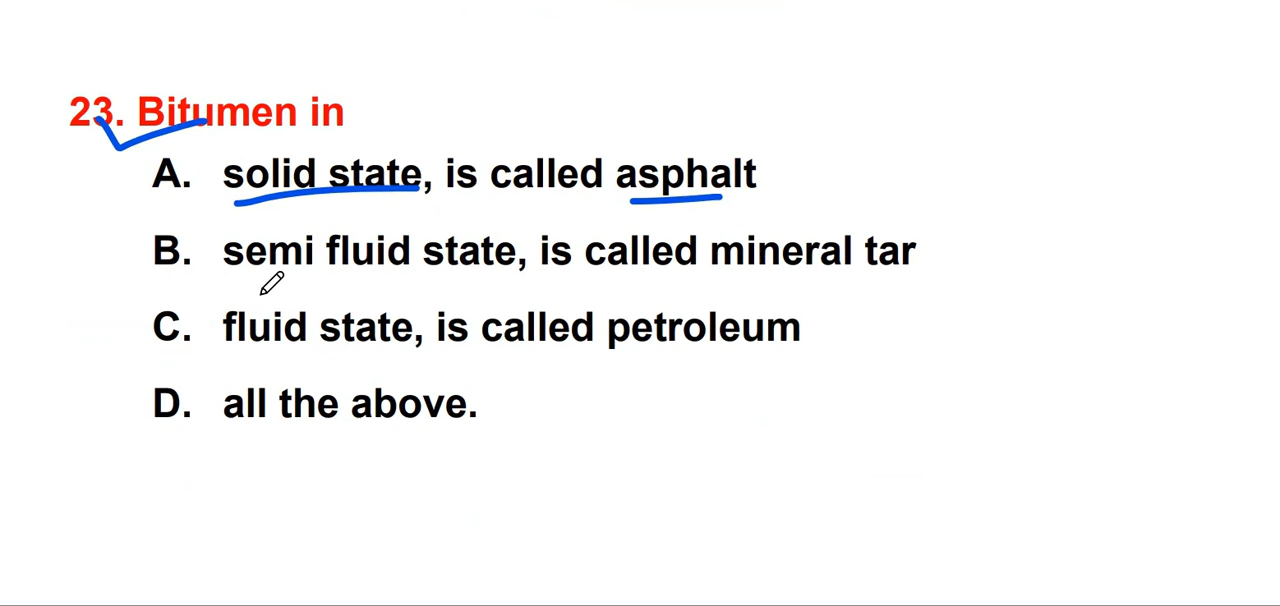 23. Bitumen in
A. solid state, is called asphalt
B. semi fluid state, is called mineral tar
C. fluid state, is called petroleum
D. all the above.